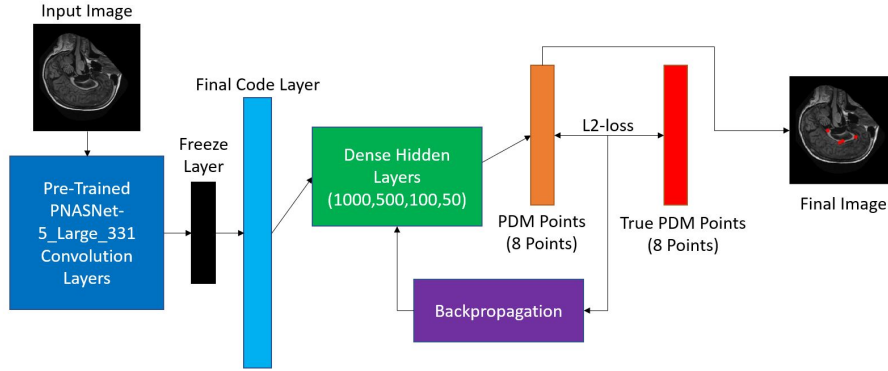 Input Image
Pre-Trained
PNASNet-
5_Large_331
Convolution
Layers
Freeze
Layer
Final Code Layer
Dense Hidden
Layers
(1000,500,100,50)
PDM Points
(8 Points)
L2-loss
True PDM Points
(8 Points)
Backpropagation
Final Image